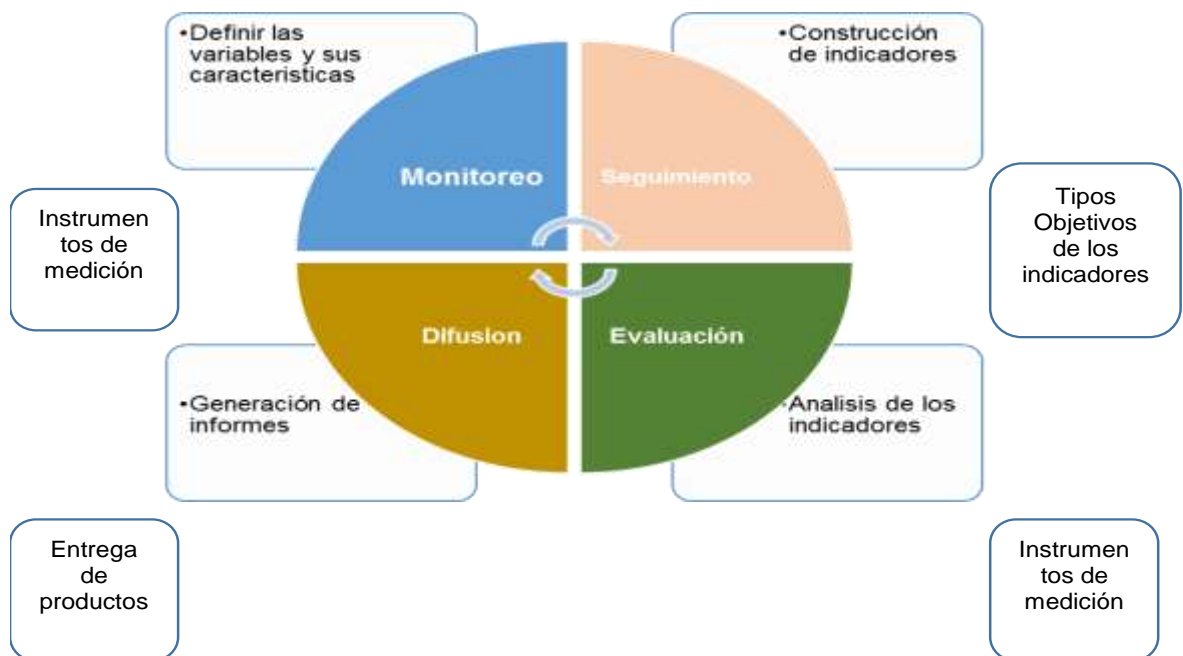 •Definir las
variables y sus
caracteristicas
•Construcción
de indicadores
Monitoreo
Seguimiento
Instrumen
tos de
medición
Tipos
Objetivos
de los
indicadores
Difusion
Evaluación
•Generación de
informes
•Analisis de los
indicadores
Entrega
de
productos
Instrumen
tos de
medición